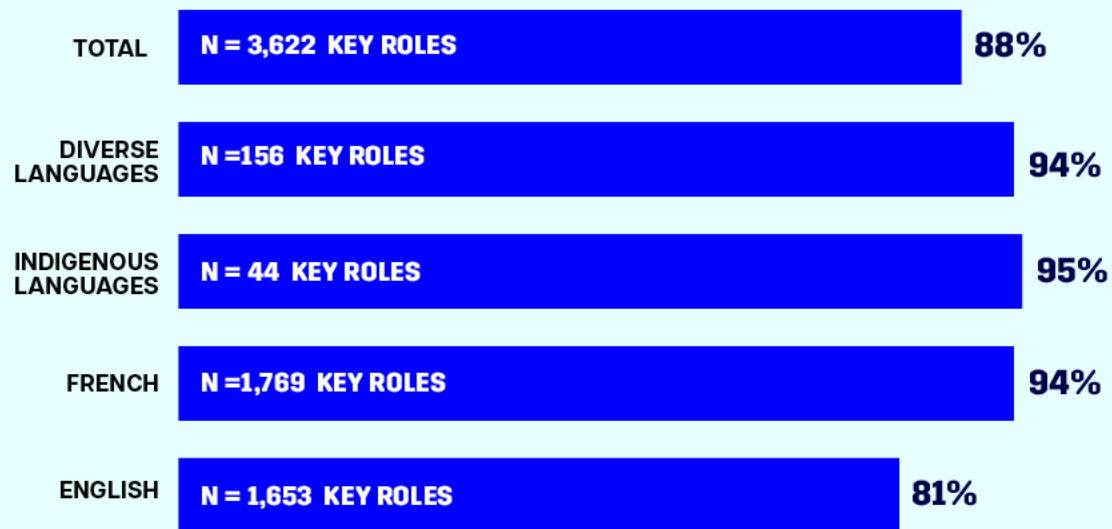 TOTAL N = 3,622 KEY ROLES 88%
DIVERSE
LANGUAGES
N =156 KEY ROLES 94%
INDIGENOUS
LANGUAGES
N = 44 KEY ROLES 95%
FRENCH N =1,769 KEY ROLES 94%
ENGLISH N = 1,653 KEY ROLES 81%